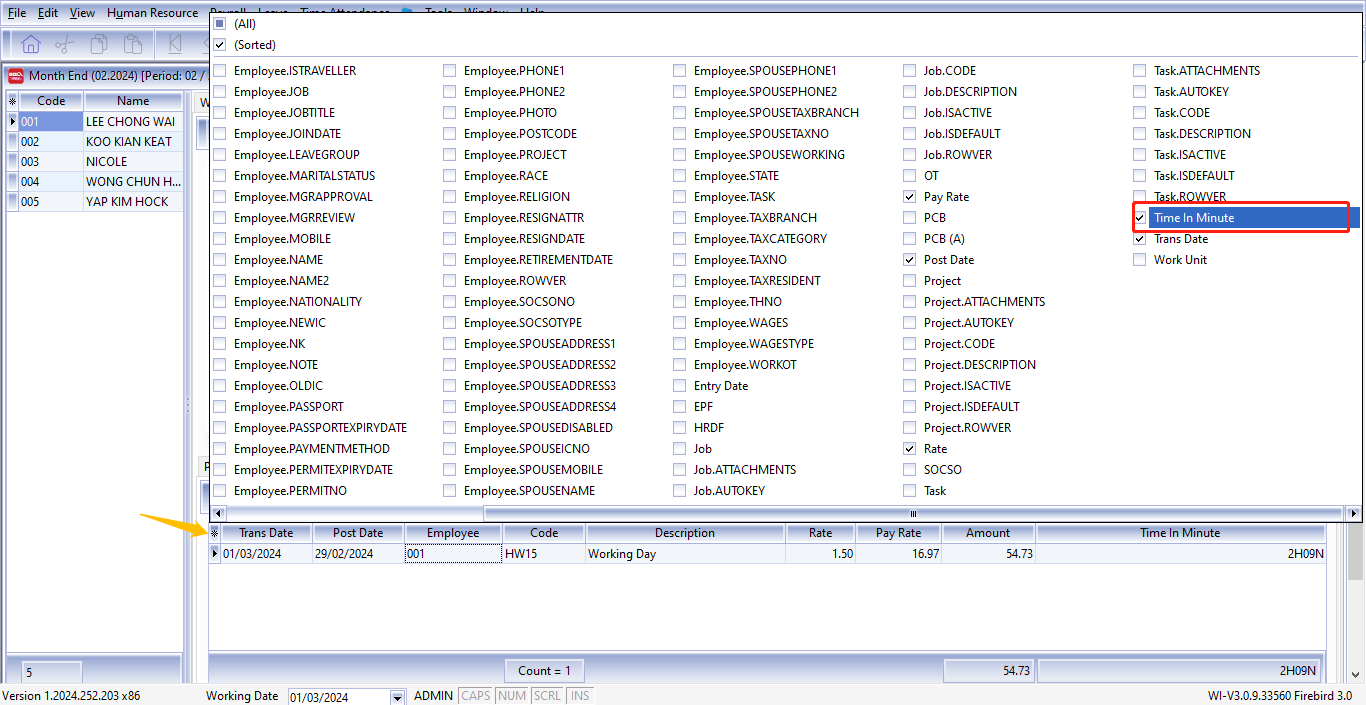 File Edit View Human Resource Payroll Leave Time Attendance Tools Window Help
(All)
(Sorted)
Month End (02.2024) [Period: 02 /
Code Name
001 LEE CHONG WAI
002 KOO KIAN KEAT
003 NICOLE
004 WONG CHUN H...
005 YAP KIM HOCK
W
P
Employee.ISTRAVELLER
Employee.JOB
Employee.JOBTITLE
Employee.JOINDATE
Employee.LEAVEGROUP
Employee.MARITALSTATUS
Employee.MGRAPPROVAL
Employee.MGRREVIEW
Employee.MOBILE
Employee.NAME
Employee.NAME2
Employee.NATIONALITY
Employee.NEWIC
Employee.NK
Employee.NOTE
Employee.OLDIC
Employee.PASSPORT
Employee.PASSPORTEXPIRYDATE
Employee.PAYMENTMETHOD
Employee.PERMITEXPIRYDATE
Employee.PERMITNO
Employee.PHONE1
Employee.PHONE2
Employee.PHOTO
Employee.POSTCODE
Employee.PROJECT
Employee.RACE
Employee.RELIGION
Employee.RESIGNATTR
Employee.RESIGNDATE
Employee.RETIREMENTDATE
Employee.ROWVER
Employee.SOCSONO
Employee.SOCSOTYPE
Employee.SPOUSEADDRESS1
Employee.SPOUSEADDRESS2
Employee.SPOUSEADDRESS3
Employee.SPOUSEADDRESS4
Employee.SPOUSEDISABLED
Employee.SPOUSEICNO
Employee.SPOUSEMOBILE
Employee.SPOUSENAME
Employee.SPOUSEPHONE1
Employee.SPOUSEPHONE2
Employee.SPOUSETAXBRANCH
Employee.SPOUSETAXNO
Employee.SPOUSEWORKING
Employee.STATE
Employee.TASK
Employee.TAXBRANCH
Employee.TAXCATEGORY
Employee.TAXNO
Employee.TAXRESIDENT
Employee.THNO
Employee.WAGES
Employee.WAGESTYPE
Employee.WORKOT
Entry Date
EPF
HRDF
Job
Job.ATTACHMENTS
Job.AUTOKEY
Job.CODE
Job.DESCRIPTION
Job.ISACTIVE
Job.ISDEFAULT
Job.ROWVER
OT
Pay Rate
PCB
PCB (A)
Post Date
Project
Project.ATTACHMENTS
Project.AUTOKEY
Project.CODE
Project.DESCRIPTION
Project.ISACTIVE
Project.ISDEFAULT
Project.ROWVER
Rate
SOCSO
Task
Task.ATTACHMENTS
Task.AUTOKEY
Task.CODE
Task.DESCRIPTION
Task.ISACTIVE
Task.ISDEFAULT
Task.ROWVER
Time In Minute
Trans Date
Work Unit
Trans Date Post Date Employee Code Description Rate Pay Rate Amount Time In Minute
01/03/2024 29/02/2024 001 HW15 Working Day 1.50 16.97 54.73 2H09N
5 Count = 1 54.73 2H09N
Version 1.2024.252.203 x86 Working Date 01/03/2024 ADMIN CAPS NUM SCRL INS WI-V3.0.9.33560 Firebird 3.0